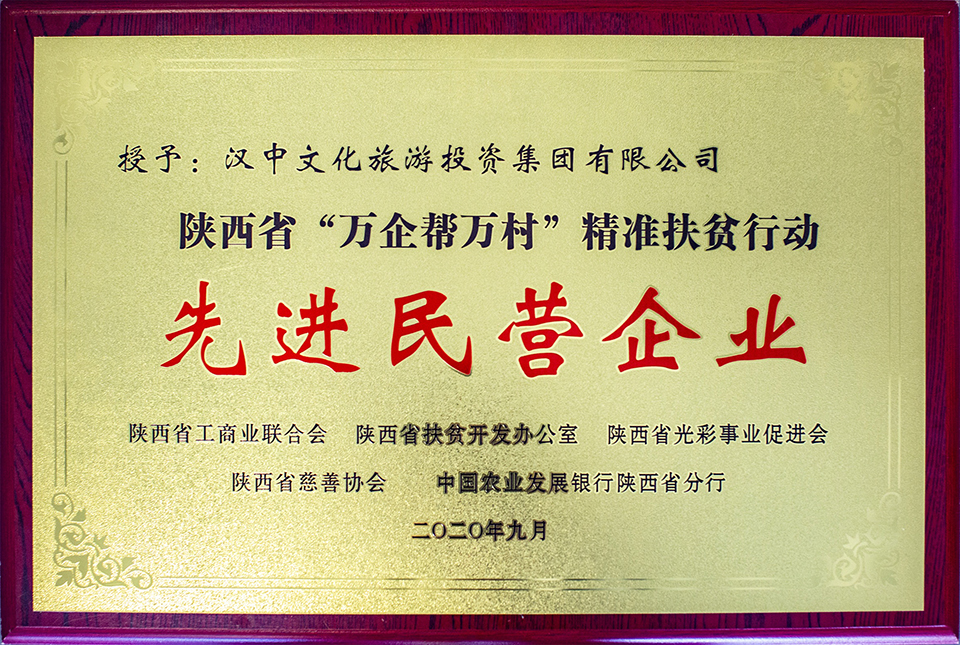 授予：汉中文化旅游投资集团有限公司
陕西省“万企帮万村”精准扶贫行动
先进民营企业
陕西省工商业联合会 陕西省扶贫开发办公室 陕西省光彩事业促进会
陕西省慈善协会 中国农业发展银行陕西省分行
二〇二〇年九月